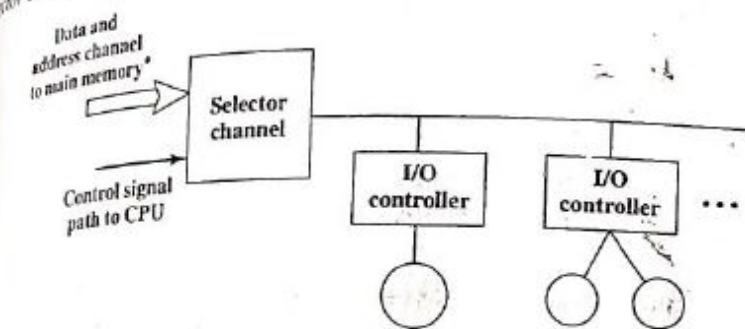 Data and
address channel
to main memory*
Selector
channel
Control signal
path to CPU
I/O
controller
I/O
controller
...